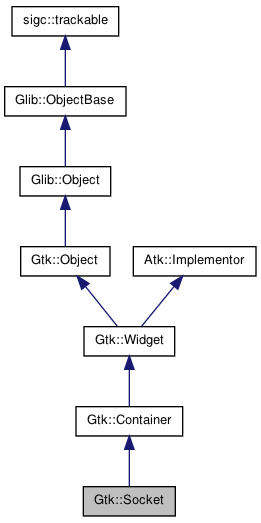 sigc::trackable
Glib::ObjectBase
Glib::Object
Gtk::Object
Atk::Implementor
Gtk::Widget
Gtk::Container
Gtk::Socket